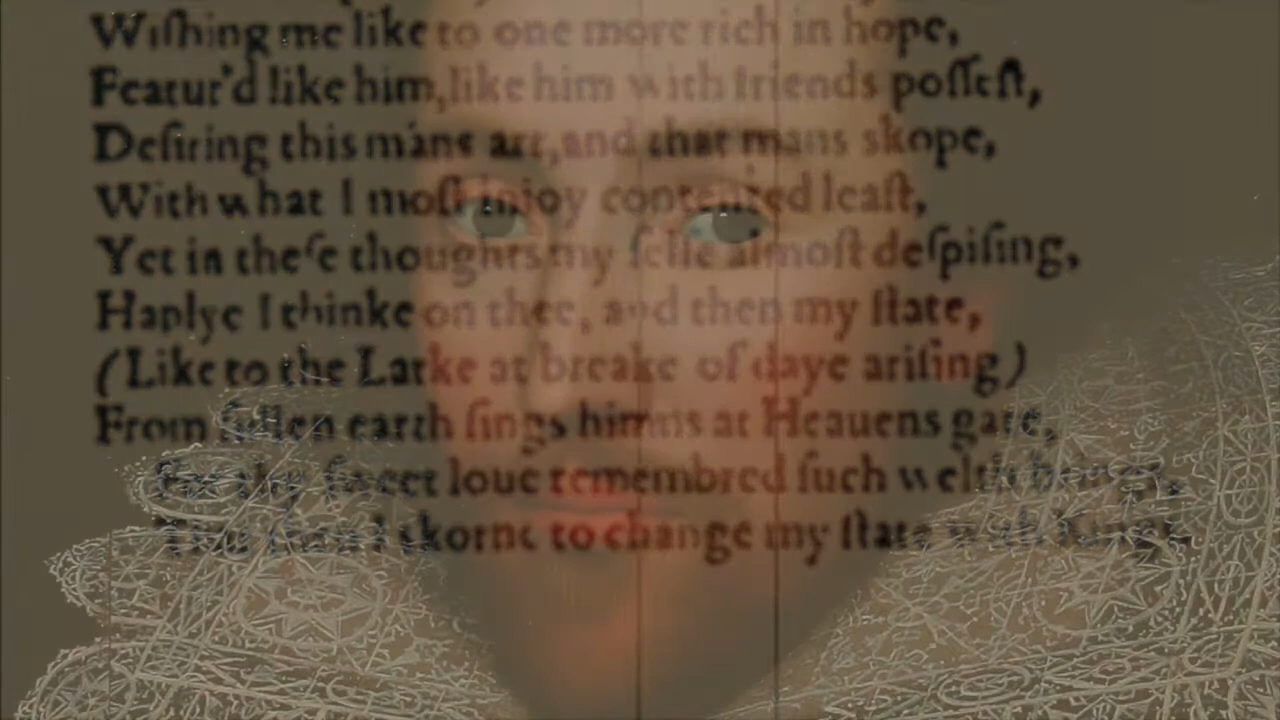 Wiſhing me like to one more rich in hope,
Featur'd like him, like him with friends poſſeſt,
Deſiring this mans art, and that mans skope,
With what I moſt injoy contented leaſt,
Yet in theſe thoughts my ſelfe almoſt deſpiſing,
Haplye I thinke on thee, and then my ſtate,
(Like to the Larke at breake of daye ariſing)
From ſullen earth ſings himns at Heauens gate,
For thy ſweet loue remembred ſuch welth brings,
That then I skorne to change my ſtate with Kings.